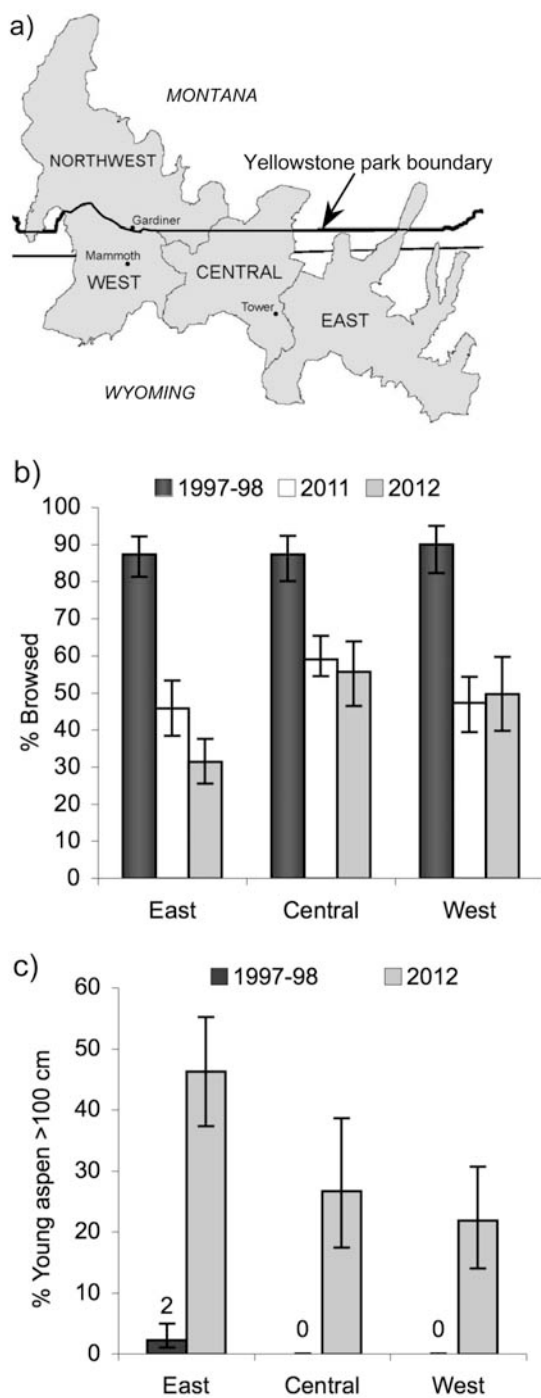 a)
MONTANA
NORTHWEST
Yellowstone park boundary
Gardiner
Mammoth
WEST
CENTRAL
Tower
EAST
WYOMING
b)
1997-98 2011 2012
% Browsed
100
90
80
70
60
50
40
30
20
10
0
East Central West
c)
1997-98 2012
% Young aspen >100 cm
60
50
40
30
20
10
0
2 0 0
East Central West